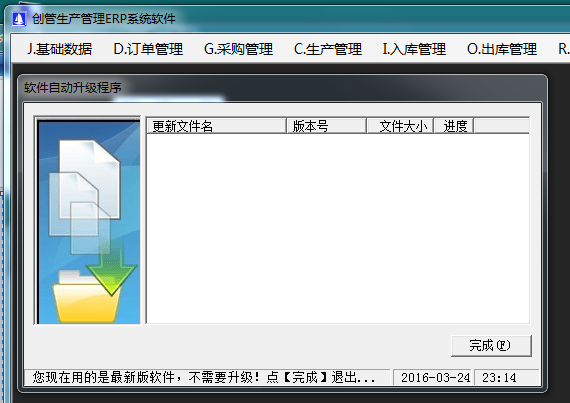 创管生产管理ERP系统软件
J.基础数据 D.订单管理 G.采购管理 C.生产管理 I.入库管理 O.出库管理 R.
软件自动升级程序
更新文件名 版本号 文件大小 进度
完成(F)
您现在用的是最新版软件，不需要升级！点【完成】退出... 2016-03-24 23:14